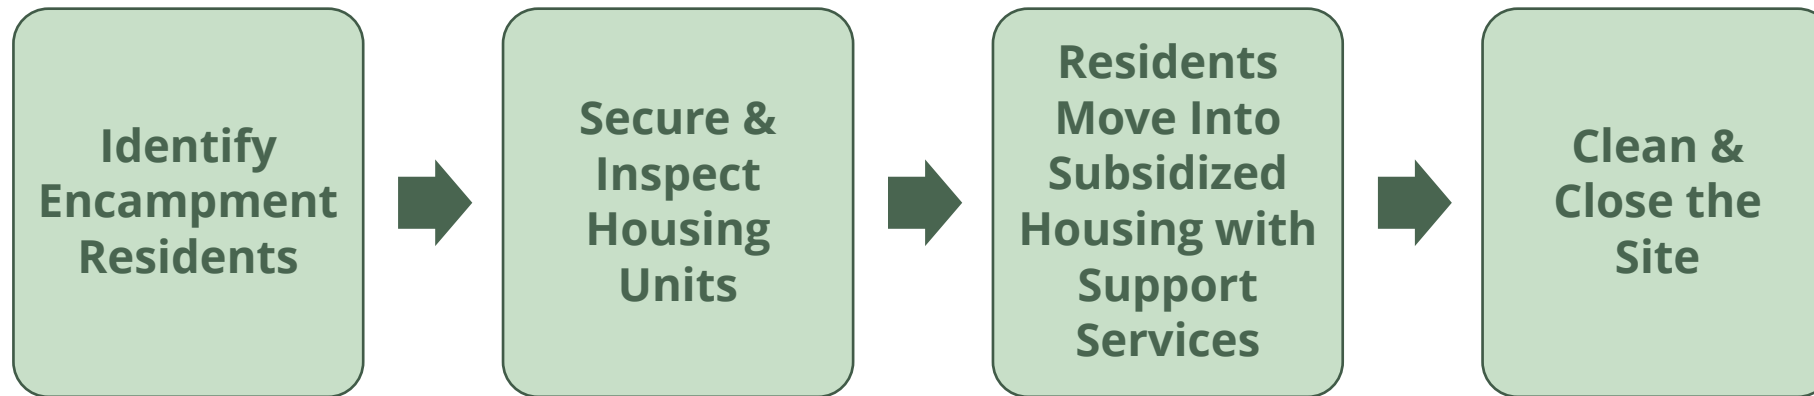 Identify
Encampment
Residents
Secure &
Inspect
Housing
Units
Residents
Move Into
Subsidized
Housing with
Support
Services
Clean &
Close the
Site